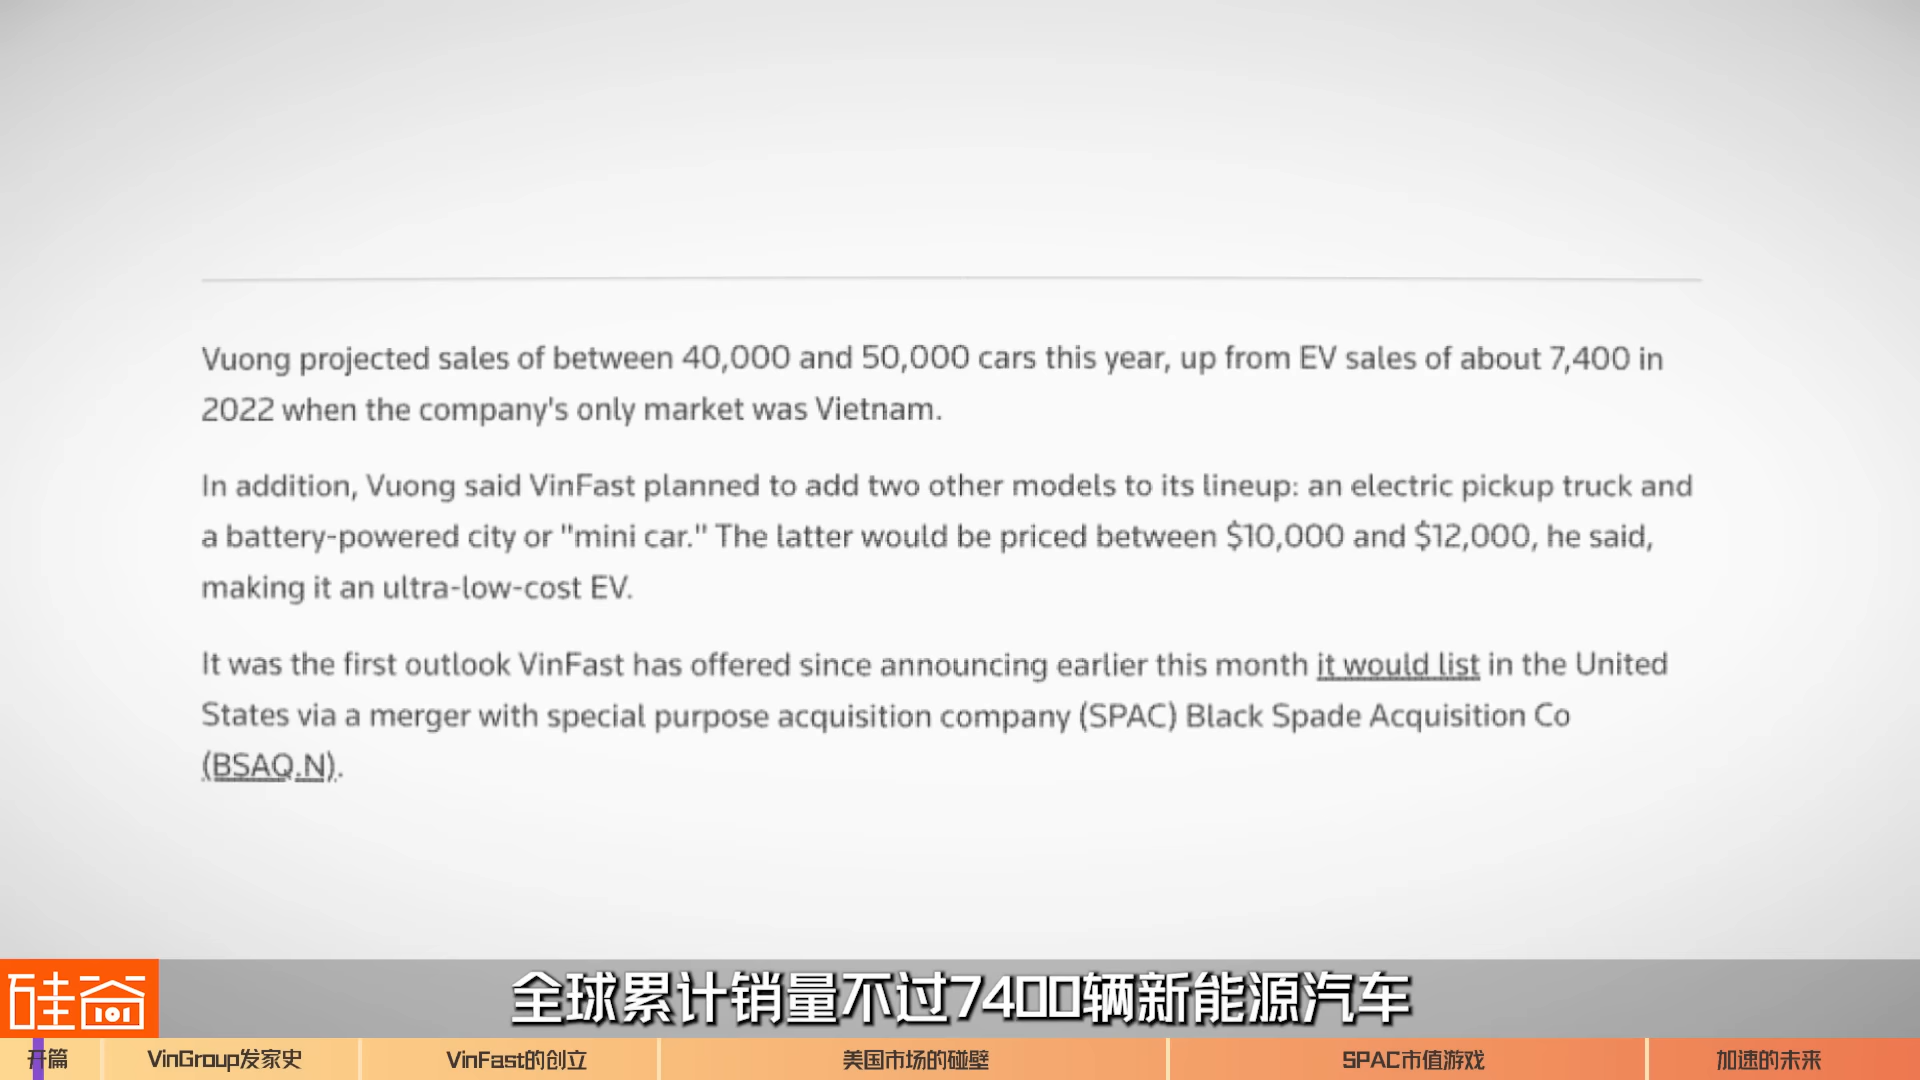 Vuong projected sales of between 40,000 and 50,000 cars this year, up from EV sales of about 7,400 in
2022 when the company's only market was Vietnam.
In addition, Vuong said VinFast planned to add two other models to its lineup: an electric pickup truck and
a battery-powered city or "mini car." The latter would be priced between $10,000 and $12,000, he said,
making it an ultra-low-cost EV.
It was the first outlook VinFast has offered since announcing earlier this month it would list in the United
States via a merger with special purpose acquisition company (SPAC) Black Spade Acquisition Co
(BSAQ.N).
硅谷
101
全球累计销量不过7400辆新能源汽车
开篇
VinGroup发家史
VinFast的创立
美国市场的碰壁
SPAC市值游戏
加速的未来